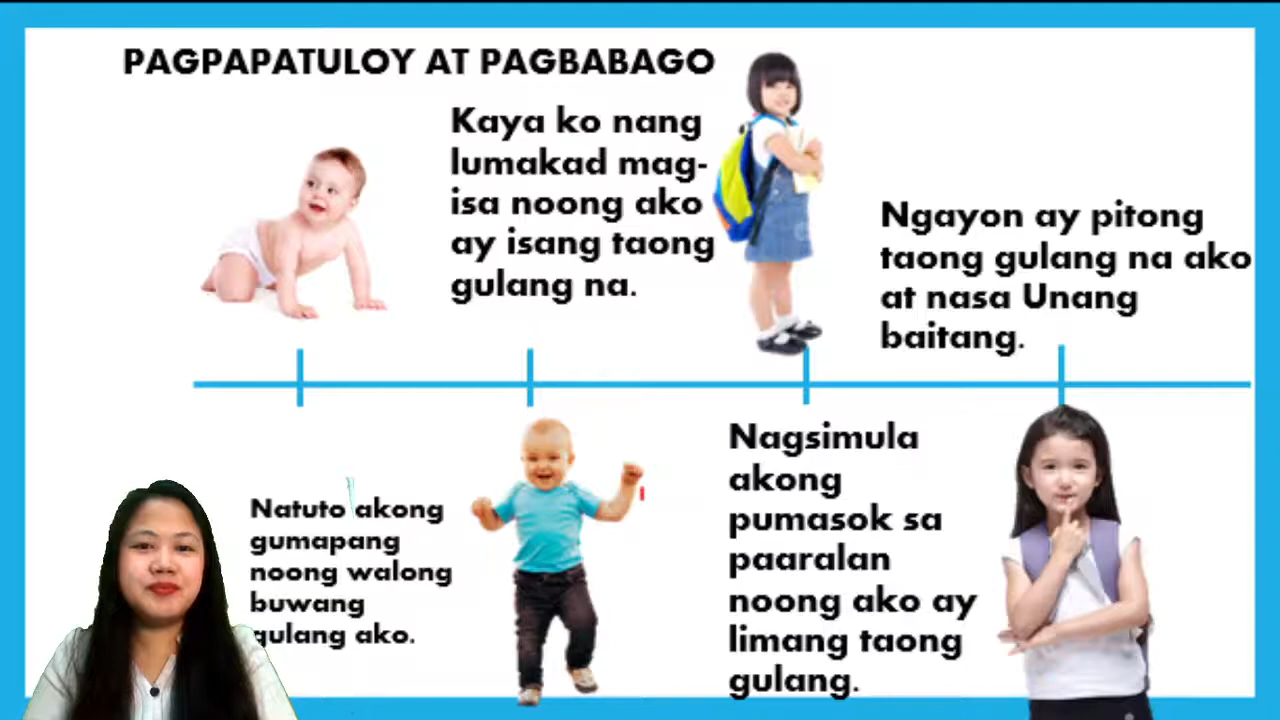 PAGPAPATULOY AT PAGBABAGO
Kaya ko nang
lumakad mag-
isa noong ako
ay isang taong
gulang na.
Ngayon ay pitong
taong gulang na ako
at nasa Unang
baitang.
Natuto akong
gumapang
noong walong
buwang
gulang ako.
Nagsimula
akong
pumasok sa
paaralan
noong ako ay
limang taong
gulang.